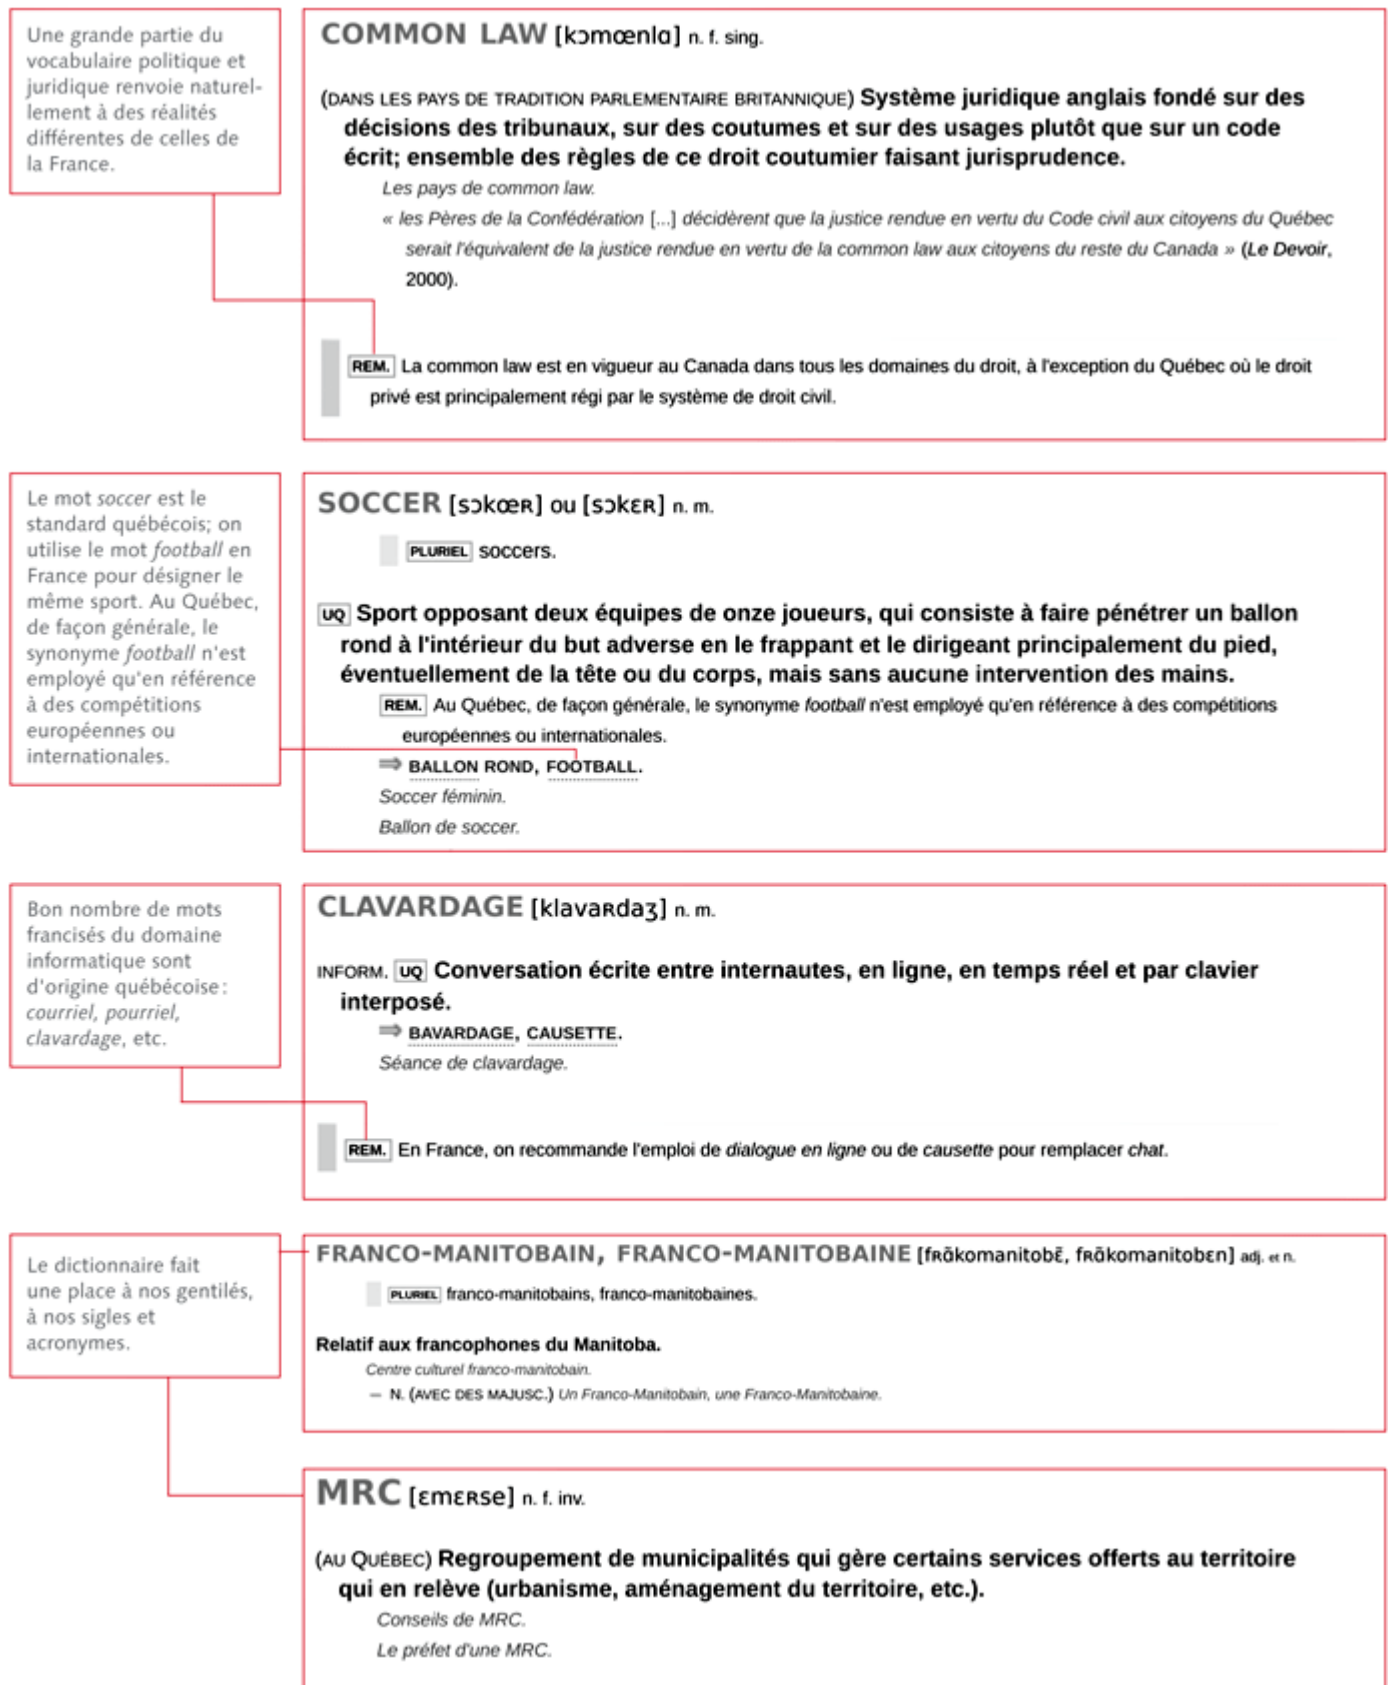 Une grande partie du
vocabulaire politique et
juridique renvoie naturel-
lement à des réalités
différentes de celles de
la France.
COMMON LAW [kɔmœnlɑ] n. f. sing.
(DANS LES PAYS DE TRADITION PARLEMENTAIRE BRITANNIQUE) Système juridique anglais fondé sur des
décisions des tribunaux, sur des coutumes et sur des usages plutôt que sur un code
écrit; ensemble des règles de ce droit coutumier faisant jurisprudence.
Les pays de common law.
« les Pères de la Confédération [...] décidèrent que la justice rendue en vertu du Code civil aux citoyens du Québec
serait l'équivalent de la justice rendue en vertu de la common law aux citoyens du reste du Canada » (Le Devoir,
2000).
REM. La common law est en vigueur au Canada dans tous les domaines du droit, à l'exception du Québec où le droit
privé est principalement régi par le système de droit civil.
Le mot soccer est le
standard québécois; on
utilise le mot football en
France pour désigner le
même sport. Au Québec,
de façon générale, le
synonyme football n'est
employé qu'en référence
à des compétitions
européennes ou
internationales.
SOCCER [sɔkœʀ] ou [sɔkɛʀ] n. m.
PLURIEL soccers.
UQ Sport opposant deux équipes de onze joueurs, qui consiste à faire pénétrer un ballon
rond à l'intérieur du but adverse en le frappant et le dirigeant principalement du pied,
éventuellement de la tête ou du corps, mais sans aucune intervention des mains.
REM. Au Québec, de façon générale, le synonyme football n'est employé qu'en référence à des compétitions
européennes ou internationales.
⇒ BALLON ROND, FOOTBALL.
Soccer féminin.
Ballon de soccer.
Bon nombre de mots
francisés du domaine
informatique sont
d'origine québécoise :
courriel, pourriel,
clavardage, etc.
CLAVARDAGE [klavaʀdaʒ] n. m.
INFORM. UQ Conversation écrite entre internautes, en ligne, en temps réel et par clavier
interposé.
⇒ BAVARDAGE, CAUSETTE.
Séance de clavardage.
REM. En France, on recommande l'emploi de dialogue en ligne ou de causette pour remplacer chat.
Le dictionnaire fait
une place à nos gentilés,
à nos sigles et
acronymes.
FRANCO-MANITOBAIN, FRANCO-MANITOBAINE [fʀɑ̃komanitobɛ̃, fʀɑ̃komanitobɛn] adj. et n.
PLURIEL franco-manitobains, franco-manitobaines.
Relatif aux francophones du Manitoba.
Centre culturel franco-manitobain.
— N. (AVEC DES MAJUSC.) Un Franco-Manitobain, une Franco-Manitobaine.
MRC [ɛmɛʀse] n. f. inv.
(AU QUÉBEC) Regroupement de municipalités qui gère certains services offerts au territoire
qui en relève (urbanisme, aménagement du territoire, etc.).
Conseils de MRC.
Le préfet d'une MRC.